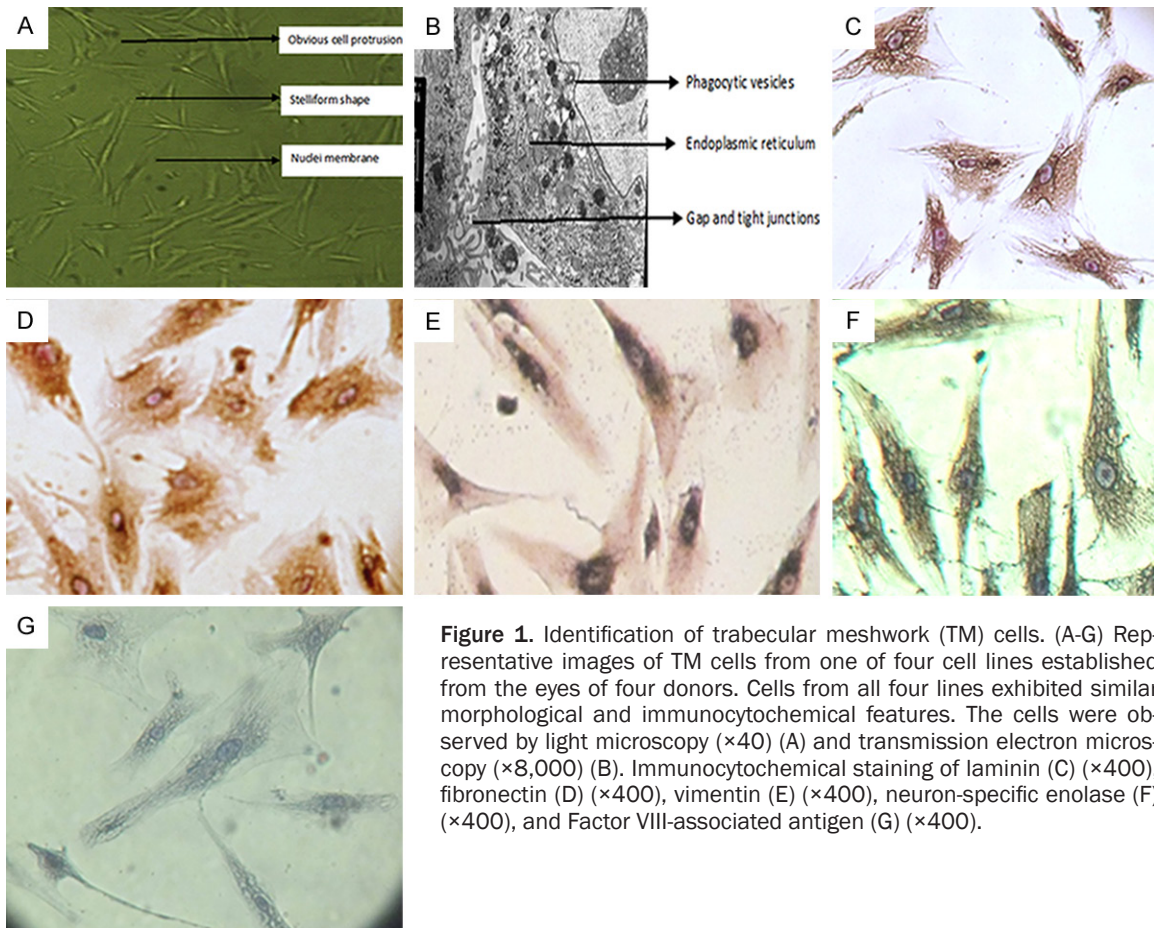 A
Obvious cell protrusion
Stelliform shape
Nudei membrane
B
Phagocytic vesicles
Endoplasmic reticulum
Gap and tight junctions
C
D
E
F
G
Figure 1. Identification of trabecular meshwork (TM) cells. (A-G) Rep-
resentative images of TM cells from one of four cell lines established
from the eyes of four donors. Cells from all four lines exhibited similar
morphological and immunocytochemical features. The cells were ob-
served by light microscopy (×40) (A) and transmission electron micros-
copy (×8,000) (B). Immunocytochemical staining of laminin (C) (×400),
fibronectin (D) (×400), vimentin (E) (×400), neuron-specific enolase (F)
(×400), and Factor VIII-associated antigen (G) (×400).